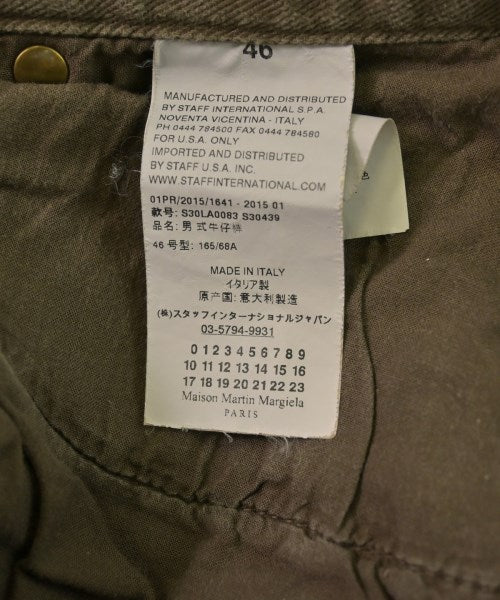 46
MANUFACTURED AND DISTRIBUTED
BY STAFF INTERNATIONAL S.P.A.
NOVENTA VICENTINA - ITALY
PH 0444 784500 FAX 0444 784580
FOR U.S.A. ONLY
IMPORTED AND DISTRIBUTED
BY STAFF U.S.A. INC.
WWW.STAFFINTERNATIONAL.COM
01PR/2015/1641 - 2015 01
款号: S30LA0083 S30439
品名: 男 式牛仔裤
46 号型: 165/68A
MADE IN ITALY
イタリア製
原产国: 意大利製造
(株)スタッフインターナショナルジャパン
03-5794-9931
0 1 2 3 4 5 6 7 8 9
10 11 12 13 14 15 16
17 18 19 20 21 22 23
Maison Martin Margiela
PARIS